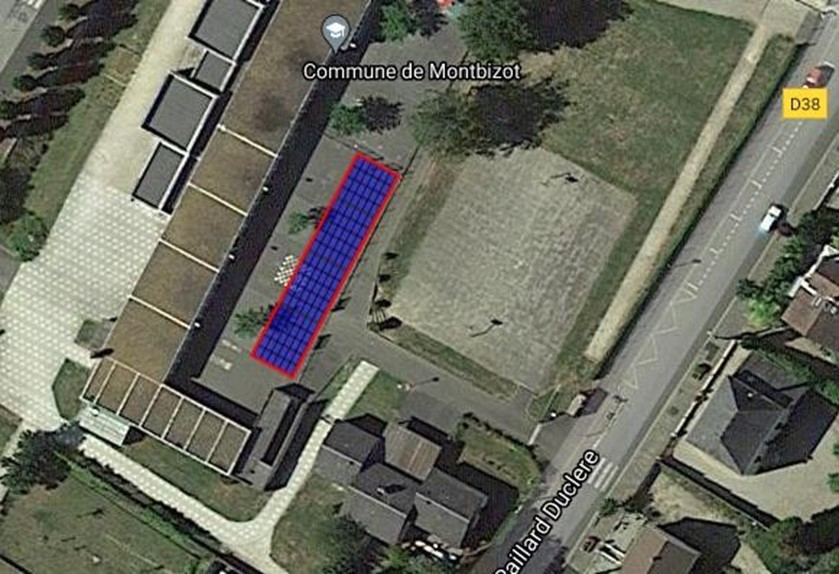 Commune de Montbizot
D38
Paillard Duclere